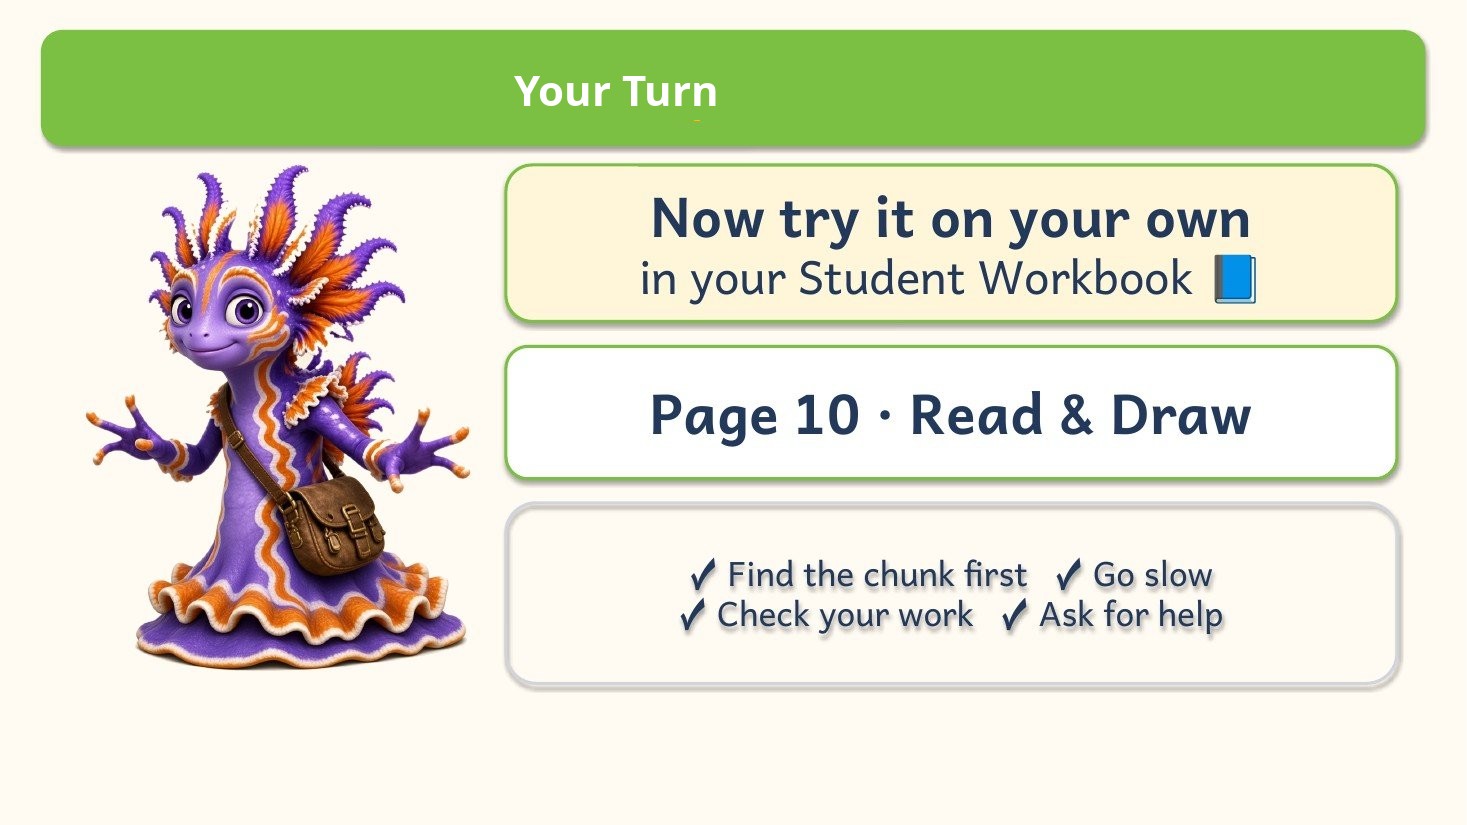 Your Turn
Now try it on your own
in your Student Workbook 📘
Page 10 · Read & Draw
✓ Find the chunk first ✓ Go slow
✓ Check your work ✓ Ask for help